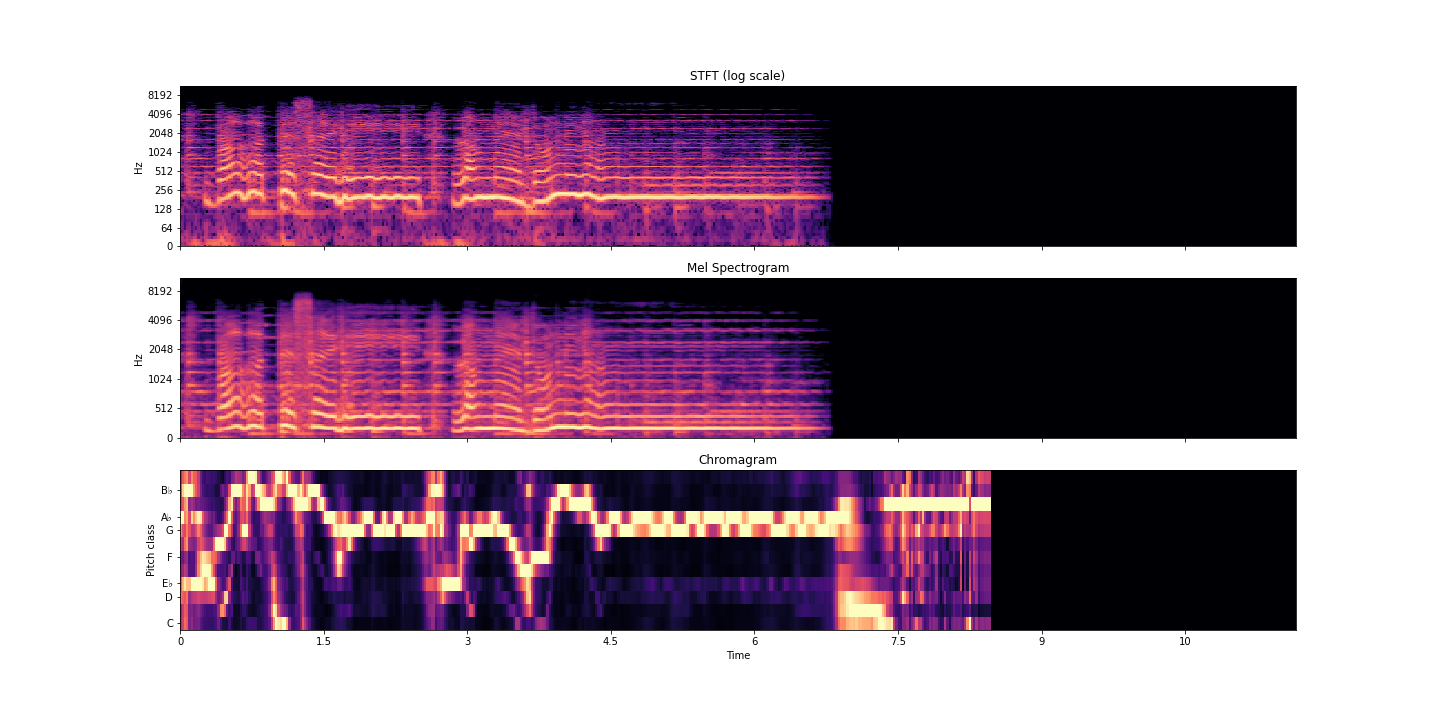 STFT (log scale)
8192
4096
2048
1024
512
256
128
64
0
Hz
Mel Spectrogram
8192
4096
2048
1024
512
0
Hz
Chromagram
B♭
A♭
G
F
E♭
D
C
Pitch class
0 1.5 3 4.5 6 7.5 9 10
Time